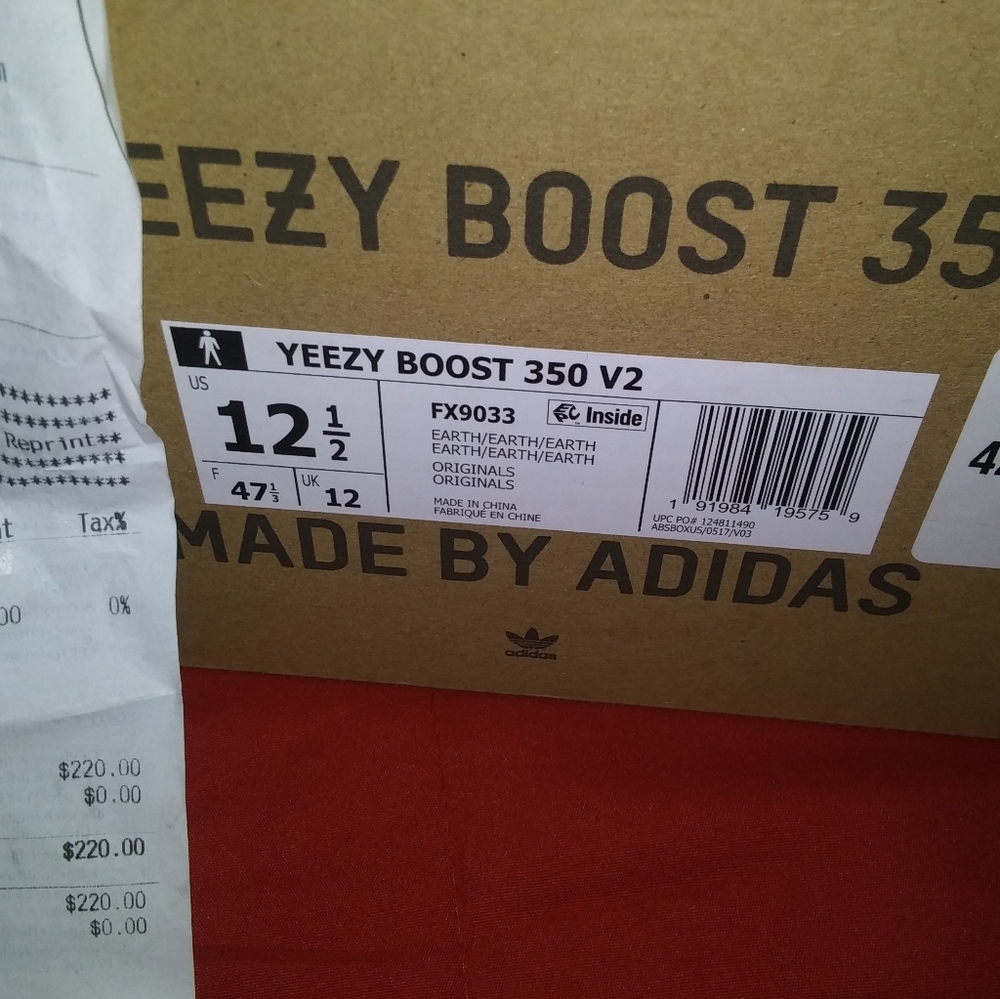 Reprint**
Tax%
0%
$220.00
$0.00
$220.00
$220.00
$0.00
EEZY BOOST 35
YEEZY BOOST 350 V2
US
12 1/2
F
47 1/3
UK
12
FX9033
Inside
EARTH/EARTH/EARTH
EARTH/EARTH/EARTH
ORIGINALS
ORIGINALS
MADE IN CHINA
FABRIQUÉ EN CHINE
1 91984 19575 9
UPC PO# 124811490
ABSBOXUS/0517/V03
MADE BY ADIDAS
adidas